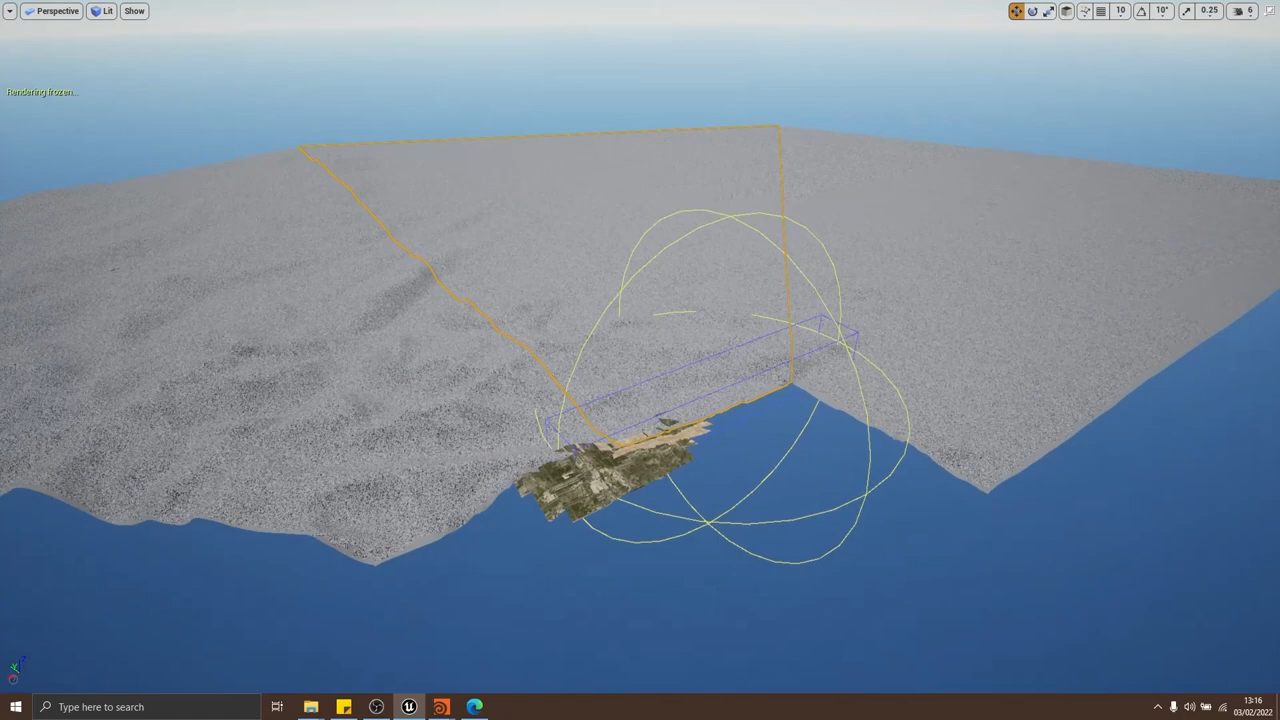 Perspective Lit Show
10 10° 0.25 6
Rendering frozen...
Type here to search
13:16
03/02/2022